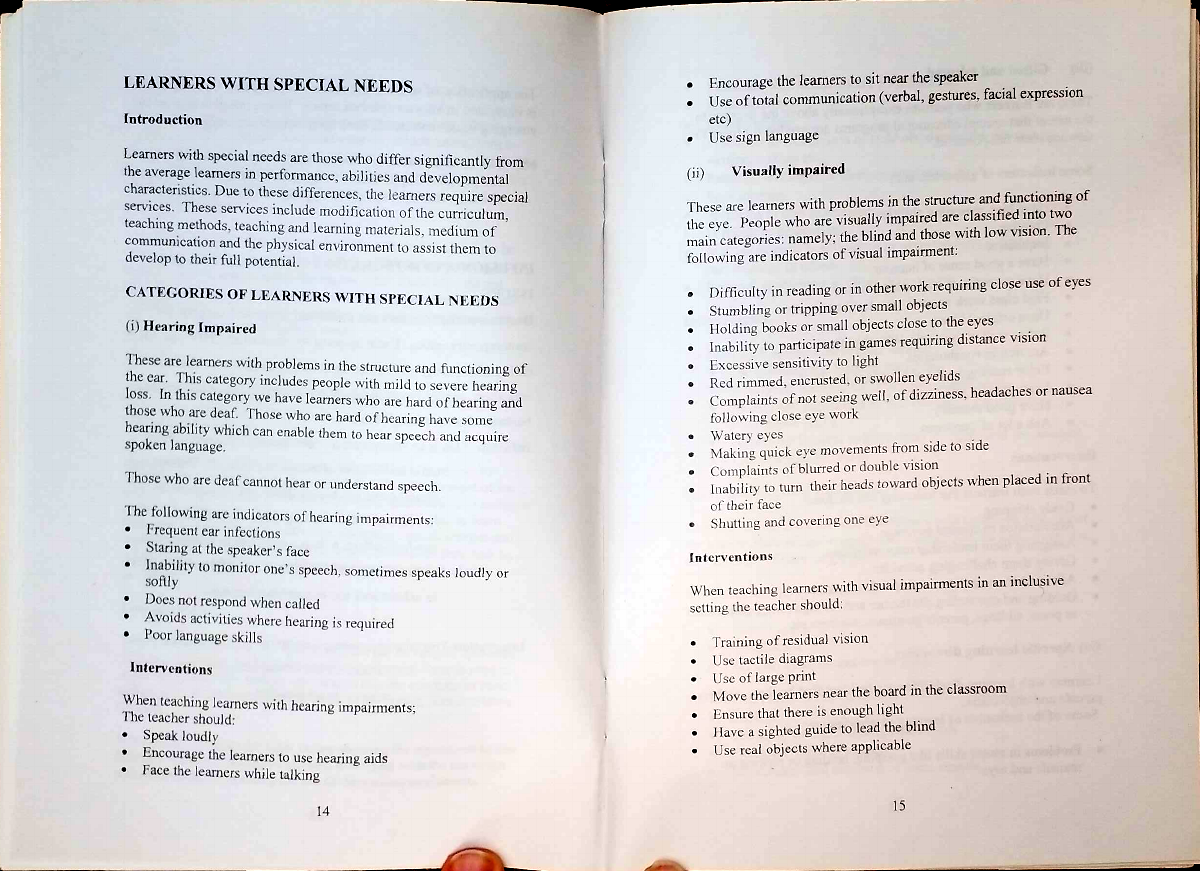 LEARNERS WITH SPECIAL NEEDS
Introduction
Learners with special needs are those who differ significantly from
the average learners in performance, abilities and developmental
characteristics. Due to these differences, the learners require special
services. These services include modification of the curriculum,
teaching methods, teaching and learning materials, medium of
communication and the physical environment to assist them to
develop to their full potential.
CATEGORIES OF LEARNERS WITH SPECIAL NEEDS
(i) Hearing Impaired
These are learners with problems in the structure and functioning of
the ear. This category includes people with mild to severe hearing
loss. In this category we have learners who are hard of hearing and
those who are deaf. Those who are hard of hearing have some
hearing ability which can enable them to hear speech and acquire
spoken language.
Those who are deaf cannot hear or understand speech.
The following are indicators of hearing impairments:
• Frequent ear infections
• Staring at the speaker's face
• Inability to monitor one's speech, sometimes speaks loudly or
softly
• Does not respond when called
• Avoids activities where hearing is required
• Poor language skills
Interventions
When teaching learners with hearing impairments;
The teacher should:
• Speak loudly
• Encourage the learners to use hearing aids
• Face the learners while talking
14
• Encourage the learners to sit near the speaker
• Use of total communication (verbal, gestures, facial expression
etc)
• Use sign language
(ii) Visually impaired
These are learners with problems in the structure and functioning of
the eye. People who are visually impaired are classified into two
main categories: namely; the blind and those with low vision. The
following are indicators of visual impairment:
• Difficulty in reading or in other work requiring close use of eyes
• Stumbling or tripping over small objects
• Holding books or small objects close to the eyes
• Inability to participate in games requiring distance vision
• Excessive sensitivity to light
• Red rimmed, encrusted, or swollen eyelids
• Complaints of not seeing well, of dizziness, headaches or nausea
following close eye work
• Watery eyes
• Making quick eye movements from side to side
• Complaints of blurred or double vision
• Inability to turn their heads toward objects when placed in front
of their face
• Shutting and covering one eye
Interventions
When teaching learners with visual impairments in an inclusive
setting the teacher should:
• Training of residual vision
• Use tactile diagrams
• Use of large print
• Move the learners near the board in the classroom
• Ensure that there is enough light
• Have a sighted guide to lead the blind
• Use real objects where applicable
15